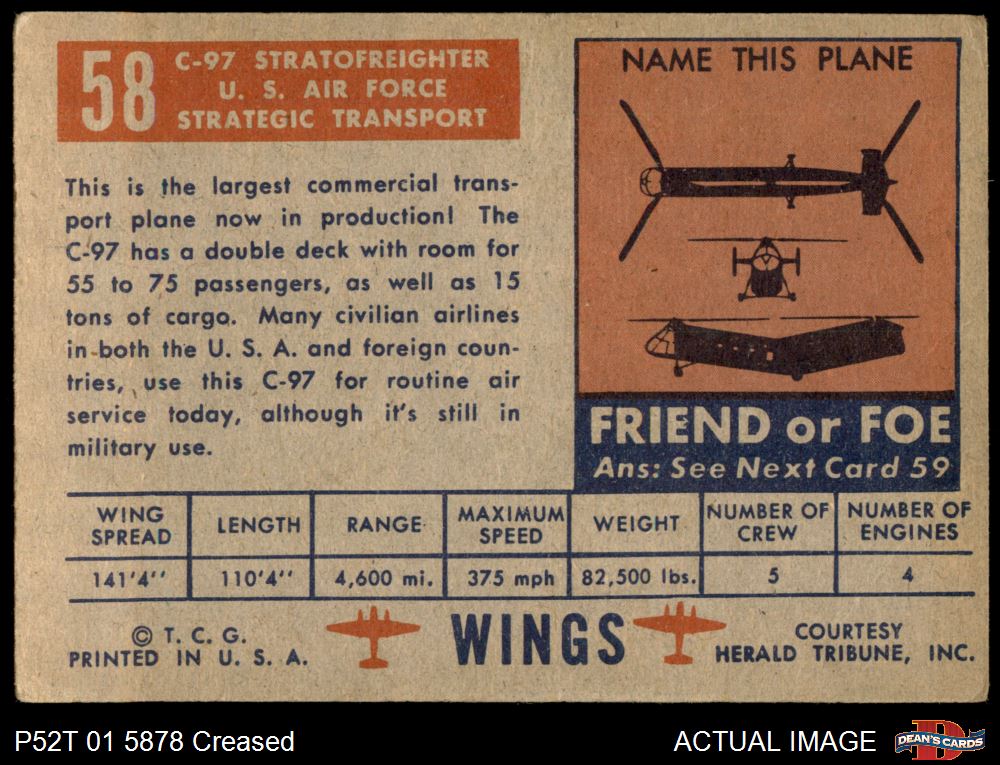 58
C-97 STRATOFREIGHTER
U. S. AIR FORCE
STRATEGIC TRANSPORT
This is the largest commercial trans-
port plane now in production! The
C-97 has a double deck with room for
55 to 75 passengers, as well as 15
tons of cargo. Many civilian airlines
in both the U. S. A. and foreign coun-
tries, use this C-97 for routine air
service today, although it's still in
military use.
NAME THIS PLANE
FRIEND or FOE
Ans: See Next Card 59
WING SPREAD LENGTH RANGE MAXIMUM SPEED WEIGHT NUMBER OF CREW NUMBER OF ENGINES
141'4'' 110'4'' 4,600 mi. 375 mph 82,500 lbs. 5 4
© T. C. G.
PRINTED IN U. S. A.
WINGS
COURTESY
HERALD TRIBUNE, INC.
P52T 01 5878 Creased
ACTUAL IMAGE
D
DEAN'S CARDS